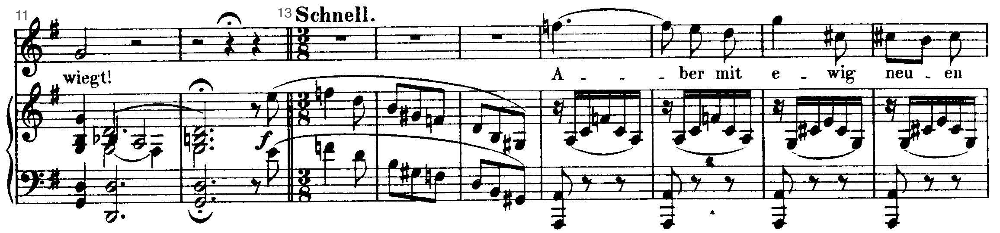 11 13 Schnell.
wiegt! A - - - ber mit e - wig neu - en
f